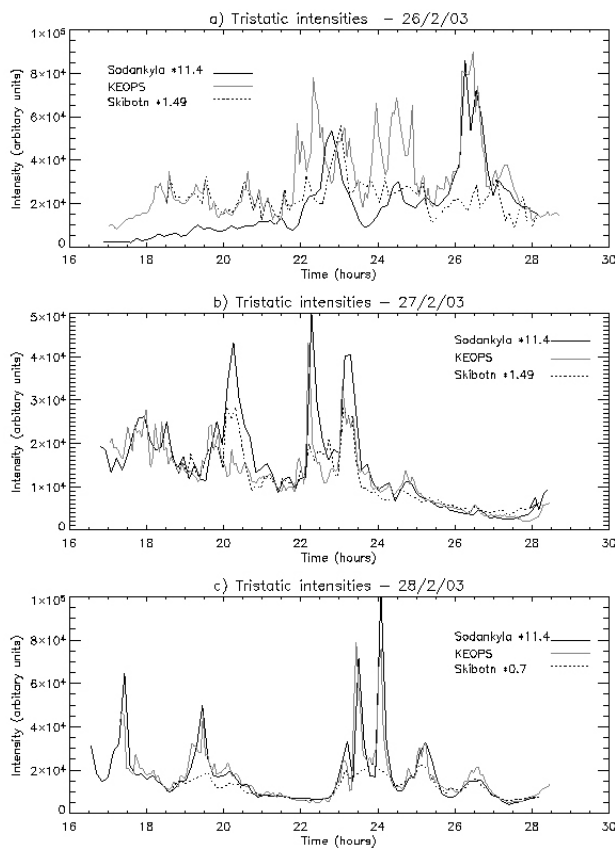 a) Tristatic intensities – 26/2/03
Intensity (arbitary units)
1×10⁵
8×10⁴
6×10⁴
4×10⁴
2×10⁴
0
Sodankyla *11.4
KEOPS
Skibotn *1.49
16 18 20 22 24 26 28 30
Time (hours)
b) Tristatic intensities – 27/2/03
Intensity (arbitary units)
5×10⁴
4×10⁴
3×10⁴
2×10⁴
1×10⁴
0
Sodankyla *11.4
KEOPS
Skibotn *1.49
16 18 20 22 24 26 28 30
Time (hours)
c) Tristatic intensities – 28/2/03
Intensity (arbitary units)
1×10⁵
8×10⁴
6×10⁴
4×10⁴
2×10⁴
0
Sodankyla *11.4
KEOPS
Skibotn *0.7
16 18 20 22 24 26 28 30
Time (hours)